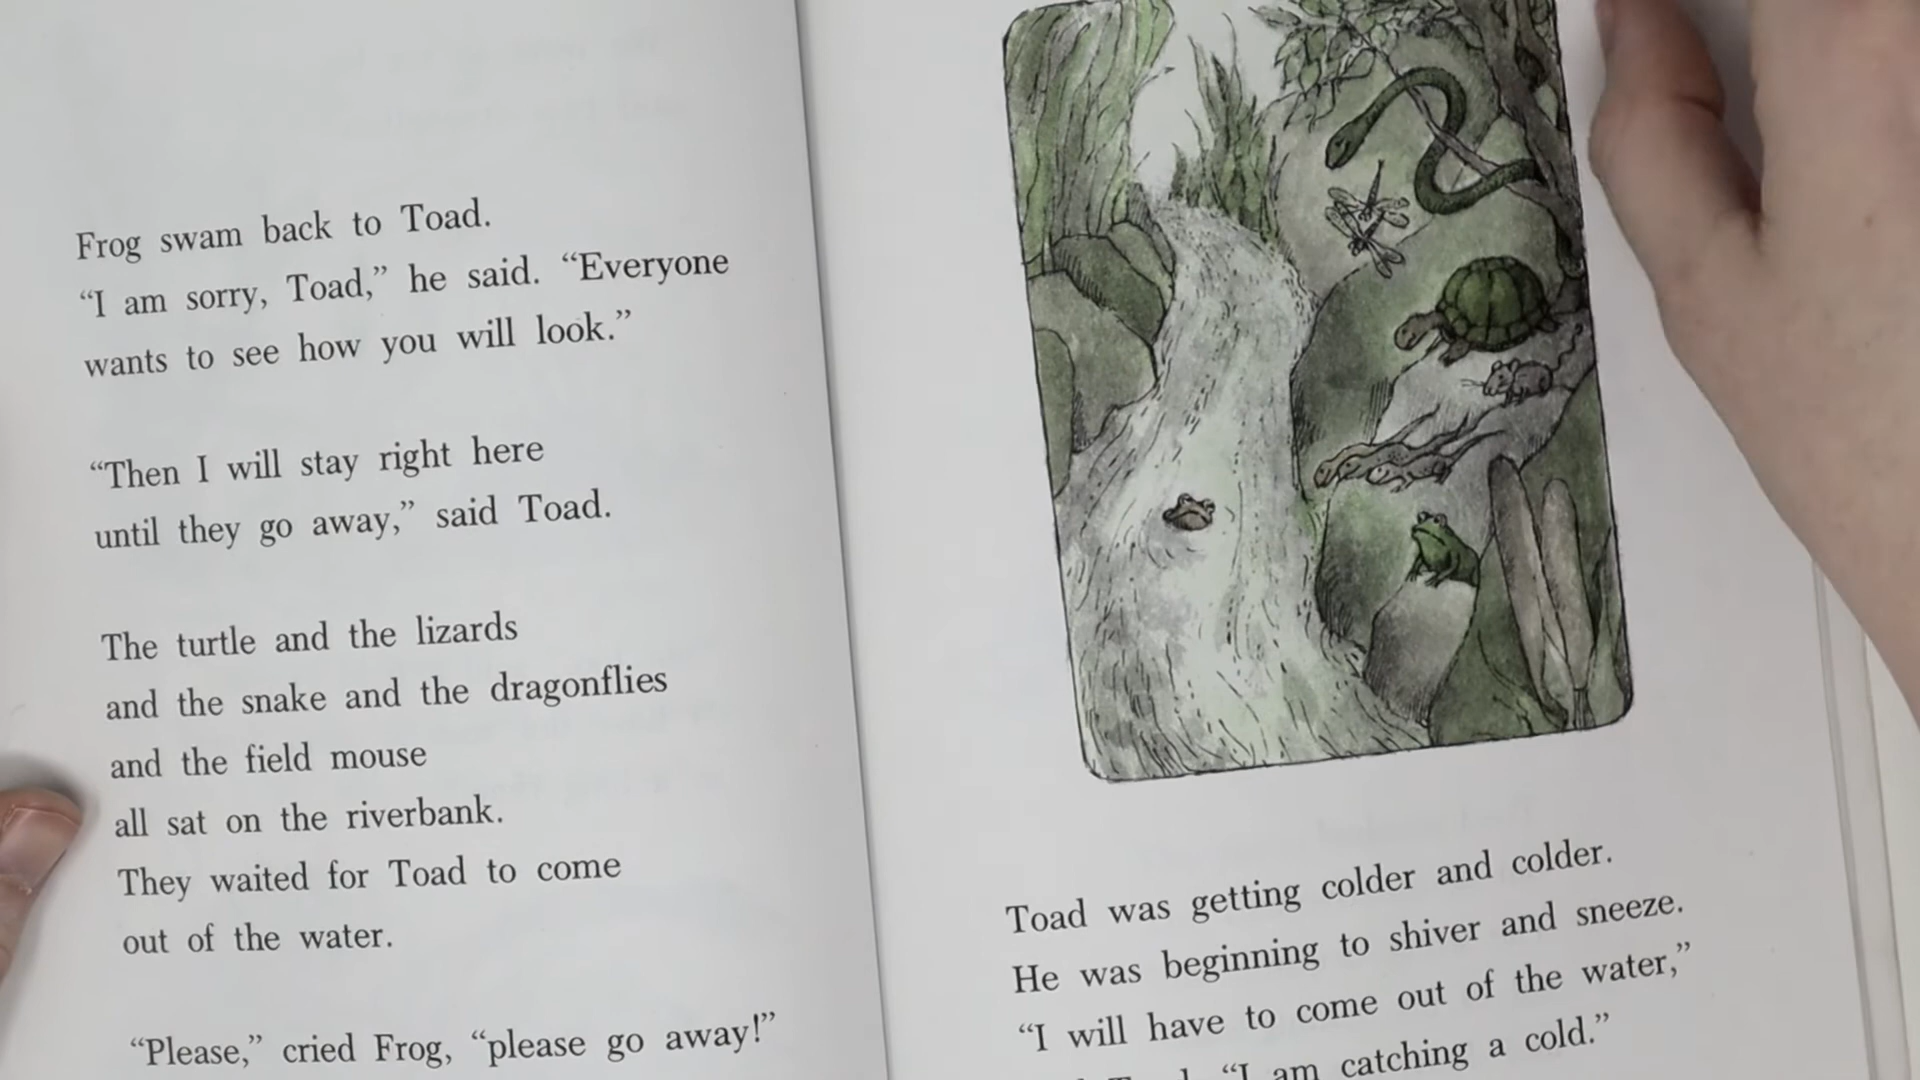 Frog swam back to Toad.
“I am sorry, Toad,” he said. “Everyone
wants to see how you will look.”
“Then I will stay right here
until they go away,” said Toad.
The turtle and the lizards
and the snake and the dragonflies
and the field mouse
all sat on the riverbank.
They waited for Toad to come
out of the water.
“Please,” cried Frog, “please go away!”
Toad was getting colder and colder.
He was beginning to shiver and sneeze.
“I will have to come out of the water,”
“I am catching a cold.”